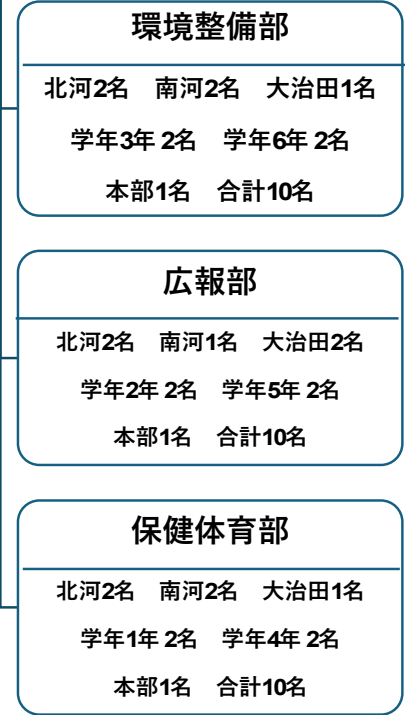 環境整備部
北河2名　南河2名　大治田1名
学年3年 2名　学年6年 2名
本部1名　合計10名
広報部
北河2名　南河1名　大治田2名
学年2年 2名　学年5年 2名
本部1名　合計10名
保健体育部
北河2名　南河2名　大治田1名
学年1年 2名　学年4年 2名
本部1名　合計10名